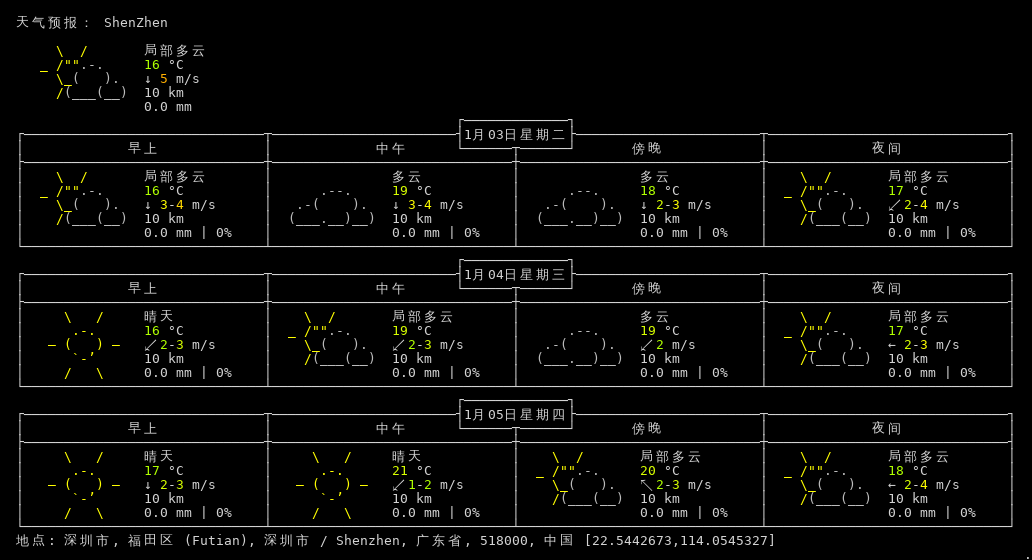 天气预报： ShenZhen
局部多云
16 °C
↓ 5 m/s
10 km
0.0 mm
1月03日星期二
早上 中午 傍晚 夜间
局部多云 多云 多云 局部多云
16 °C 19 °C 18 °C 17 °C
↓ 3-4 m/s ↓ 3-4 m/s ↓ 2-3 m/s ↙ 2-4 m/s
10 km 10 km 10 km 10 km
0.0 mm | 0% 0.0 mm | 0% 0.0 mm | 0% 0.0 mm | 0%
1月04日星期三
早上 中午 傍晚 夜间
晴天 局部多云 多云 局部多云
16 °C 19 °C 19 °C 17 °C
↙ 2-3 m/s ↙ 2-3 m/s ↙ 2 m/s ← 2-3 m/s
10 km 10 km 10 km 10 km
0.0 mm | 0% 0.0 mm | 0% 0.0 mm | 0% 0.0 mm | 0%
1月05日星期四
早上 中午 傍晚 夜间
晴天 晴天 局部多云 局部多云
17 °C 21 °C 20 °C 18 °C
↓ 2-3 m/s ↙ 1-2 m/s ↖ 2-3 m/s ← 2-4 m/s
10 km 10 km 10 km 10 km
0.0 mm | 0% 0.0 mm | 0% 0.0 mm | 0% 0.0 mm | 0%
地点: 深圳市, 福田区 (Futian), 深圳市 / Shenzhen, 广东省, 518000, 中国 [22.5442673,114.0545327]